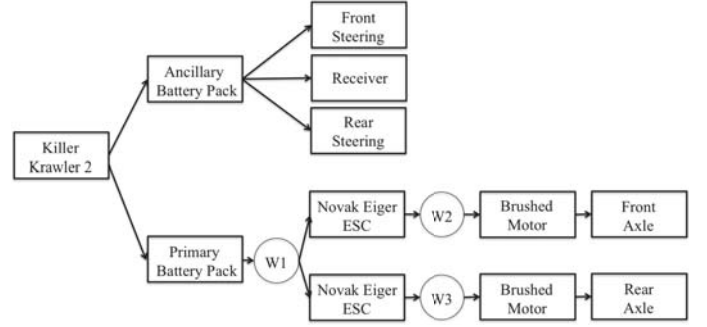 Front
Steering
Ancillary
Battery Pack
Receiver
Rear
Steering
Killer
Krawler 2
Primary
Battery Pack
W1
Novak Eiger
ESC
W2
Brushed
Motor
Front
Axle
Novak Eiger
ESC
W3
Brushed
Motor
Rear
Axle